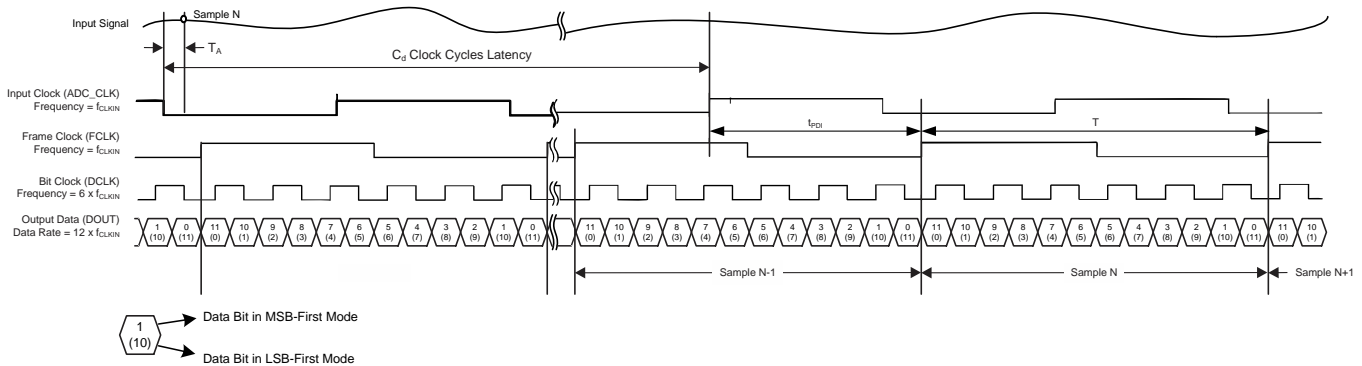 Sample N
Input Signal
T_A
C_d Clock Cycles Latency
Input Clock (ADC_CLK)
Frequency = f_CLKIN
t_PDI
T
Frame Clock (FCLK)
Frequency = f_CLKIN
Bit Clock (DCLK)
Frequency = 6 x f_CLKIN
Output Data (DOUT)
Data Rate = 12 x f_CLKIN
1 0 11 10 9 8 7 6 5 4 3 2 1 0 11 10 9 8 7 6 5 4 3 2 1 0 11 10 9 8 7 6 5 4 3 2 1 0 11 10
(10) (11) (0) (1) (2) (3) (4) (5) (6) (7) (8) (9) (10) (11) (0) (1) (2) (3) (4) (5) (6) (7) (8) (9) (10) (11) (0) (1) (2) (3) (4) (5) (6) (7) (8) (9) (10) (11) (0) (1)
Sample N-1
Sample N
Sample N+1
1
(10)
Data Bit in MSB-First Mode
Data Bit in LSB-First Mode